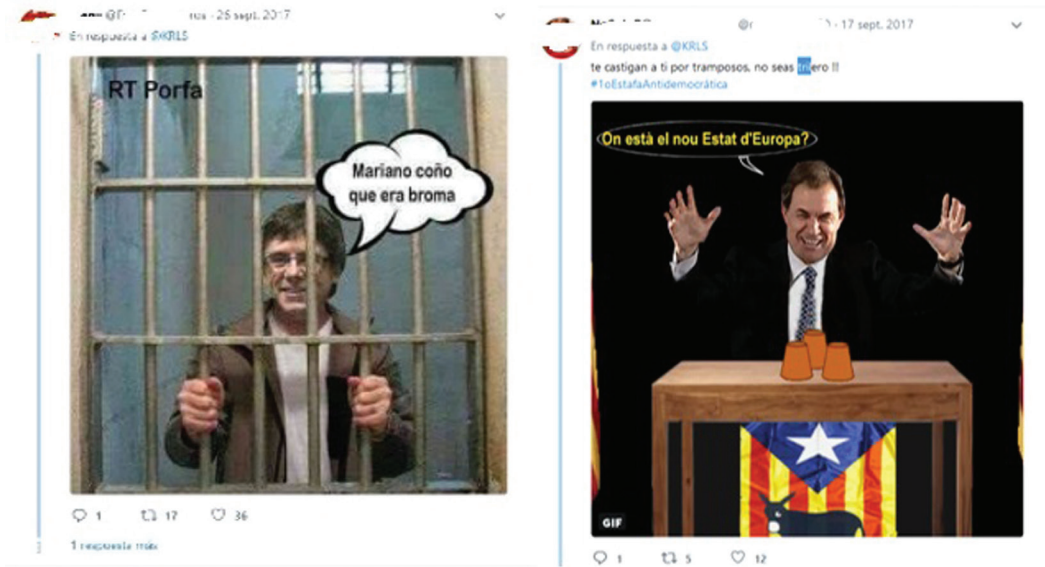 26 sept. 2017
En respuesta a @KRLS
RT Porfa
Mariano coño
que era broma
1
17
36
1 respuesta más
17 sept. 2017
En respuesta a @KRLS
te castigan a ti por tramposos, no seas trilero !!
#1oEstafaAntidemocrática
On està el nou Estat d'Europa?
GIF
1
5
12